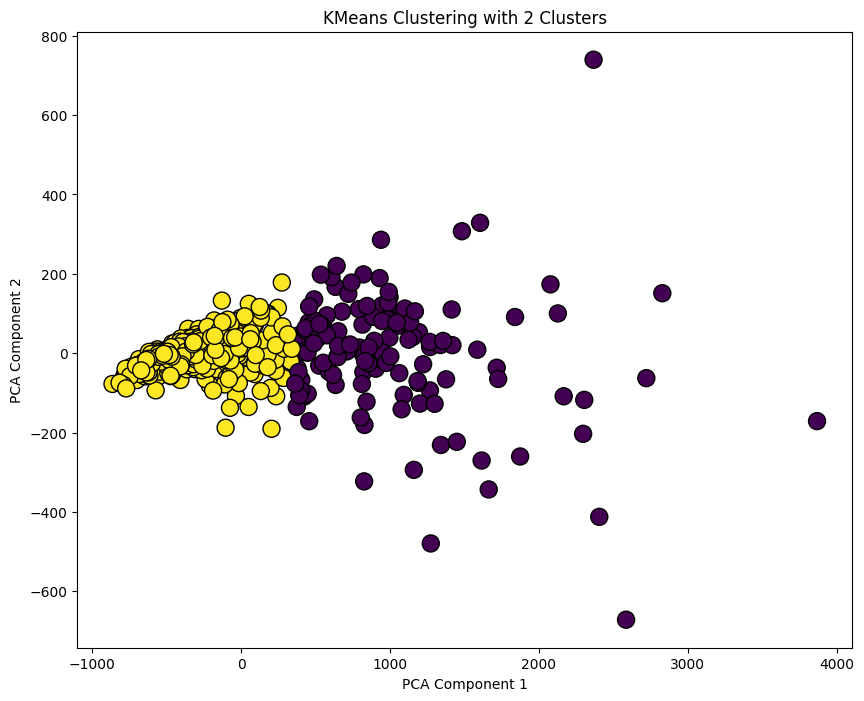 KMeans Clustering with 2 Clusters
800
600
400
200
0
−200
−400
−600
PCA Component 2
−1000 0 1000 2000 3000 4000
PCA Component 1